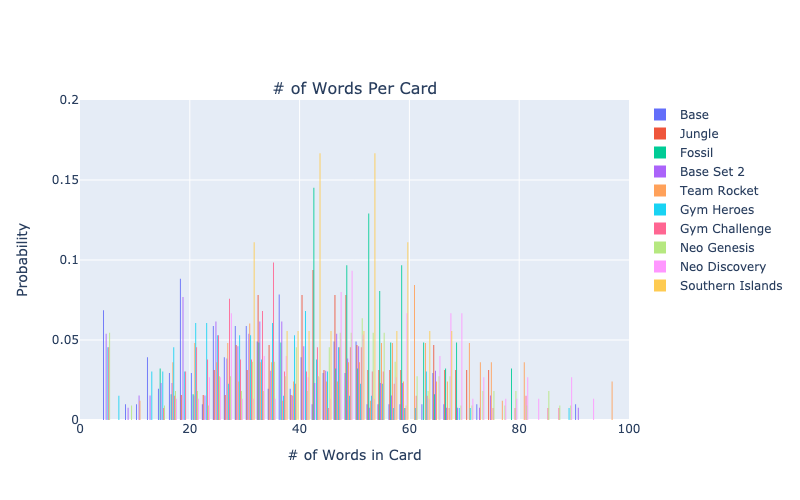 # of Words Per Card
0.2
0.15
0.1
0.05
0
Probability
0
20
40
60
80
100
# of Words in Card
Base
Jungle
Fossil
Base Set 2
Team Rocket
Gym Heroes
Gym Challenge
Neo Genesis
Neo Discovery
Southern Islands